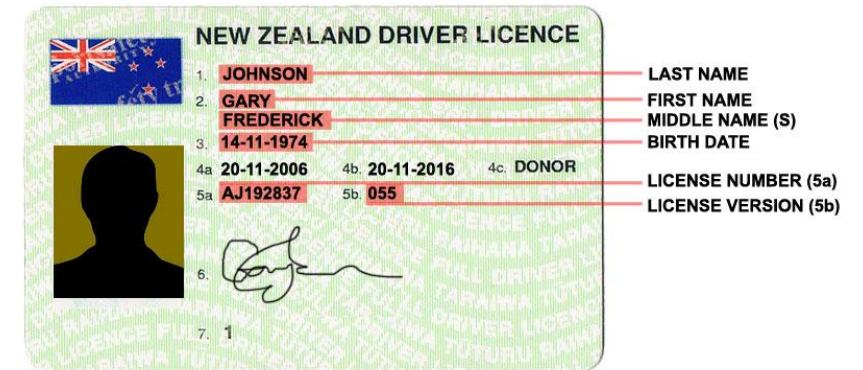 NEW ZEALAND DRIVER LICENCE
1. JOHNSON LAST NAME
2. GARY FIRST NAME
FREDERICK MIDDLE NAME (S)
3. 14-11-1974 BIRTH DATE
4a 20-11-2006 4b. 20-11-2016 4c. DONOR
5a AJ192837 5b. 055 LICENSE NUMBER (5a)
LICENSE VERSION (5b)
6.
7. 1